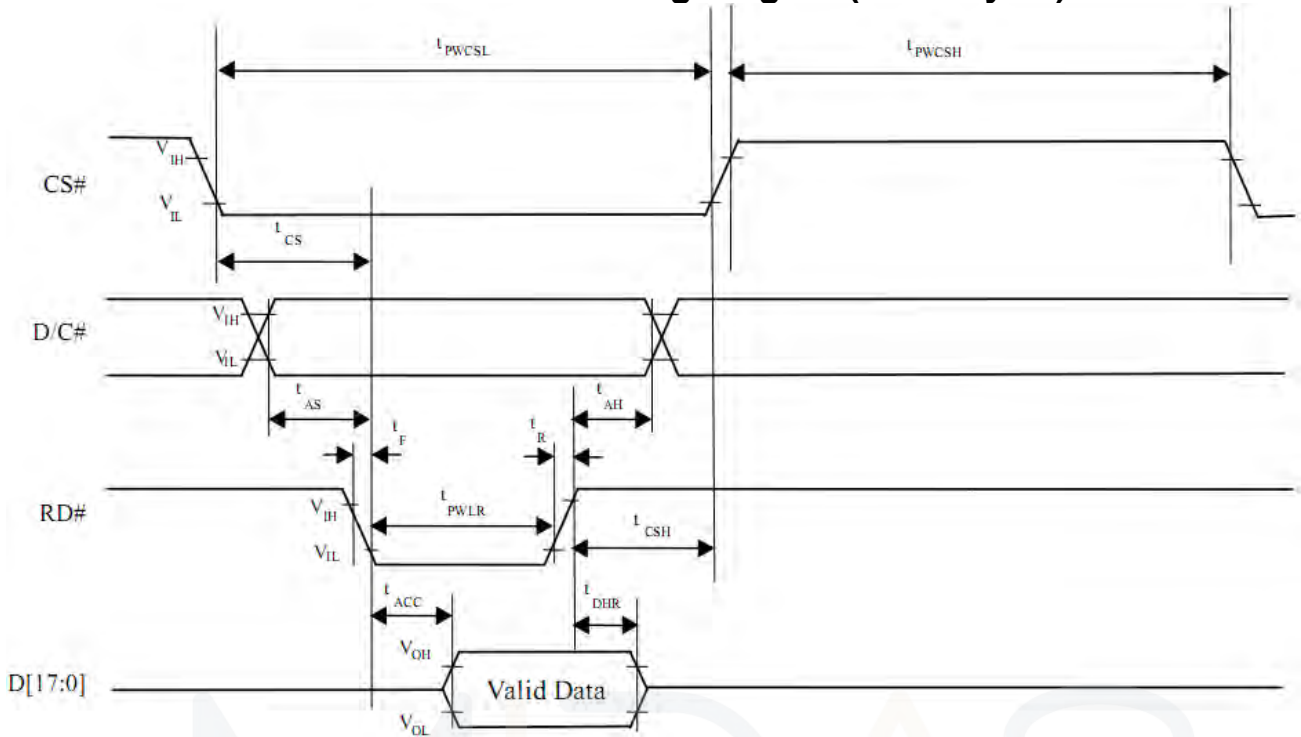 t PWCSL
t PWCSH
CS#
V IH
V IL
t CS
D/C#
V IH
V IL
t AS
t AH
t F
t R
RD#
V IH
V IL
t PWLR
t CSH
t ACC
t DHR
D[17:0]
V OH
Valid Data
V OL